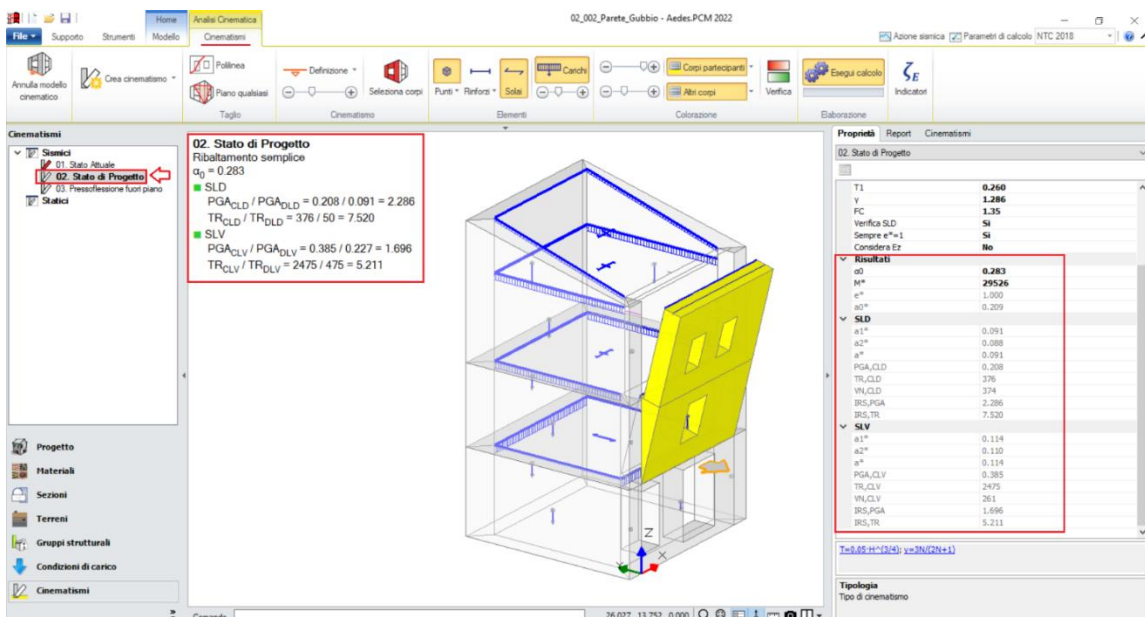 02_002_Parete_Gubbio - Aedes.PCM 2022
Home
Analisi Cinematica
File
Supporto
Strumenti
Modello
Cinematismi
Azione sismica
Parametri di calcolo
NTC 2018
Annulla modello cinematico
Crea cinematismo
Polilinea
Piano qualsiasi
Taglio
Definizione
Seleziona corpi
Cinematismo
Punti
Rinforzi
Solai
Carichi
Elementi
Corpi partecipanti
Altri corpi
Colorazione
Verifica
Esegui calcolo
Elaborazione
ζE
Indicatori
Cinematismi
Sismici
01. Stato Attuale
02. Stato di Progetto
03. Pressoflessione fuori piano
Statici
02. Stato di Progetto
Ribaltamento semplice
α0 = 0.283
SLD
PGACLD / PGADLD = 0.208 / 0.091 = 2.286
TRCLD / TRDLD = 376 / 50 = 7.520
SLV
PGACLV / PGADLV = 0.385 / 0.227 = 1.696
TRCLV / TRDLV = 2475 / 475 = 5.211
Z
X
Y
Proprietà
Report
Cinematismi
02. Stato di Progetto
T1 0.260
γ 1.286
FC 1.35
Verifica SLD Sì
Sempre e*=1 Sì
Considera Ez No
Risultati
α0 0.283
M* 29526
e* 1.000
a0* 0.209
SLD
a1* 0.091
a2* 0.088
a* 0.091
PGA,CLD 0.208
TR,CLD 376
VN,CLD 374
IRS,PGA 2.286
IRS,TR 7.520
SLV
a1* 0.114
a2* 0.110
a* 0.114
PGA,CLV 0.385
TR,CLV 2475
VN,CLV 261
IRS,PGA 1.696
IRS,TR 5.211
T=0.05·H^(3/4); γ=3N/(2N+1)
Tipologia
Tipo di cinematismo
Progetto
Materiali
Sezioni
Terreni
Gruppi strutturali
Condizioni di carico
Cinematismi
Comando
26.027 13.752 0.000